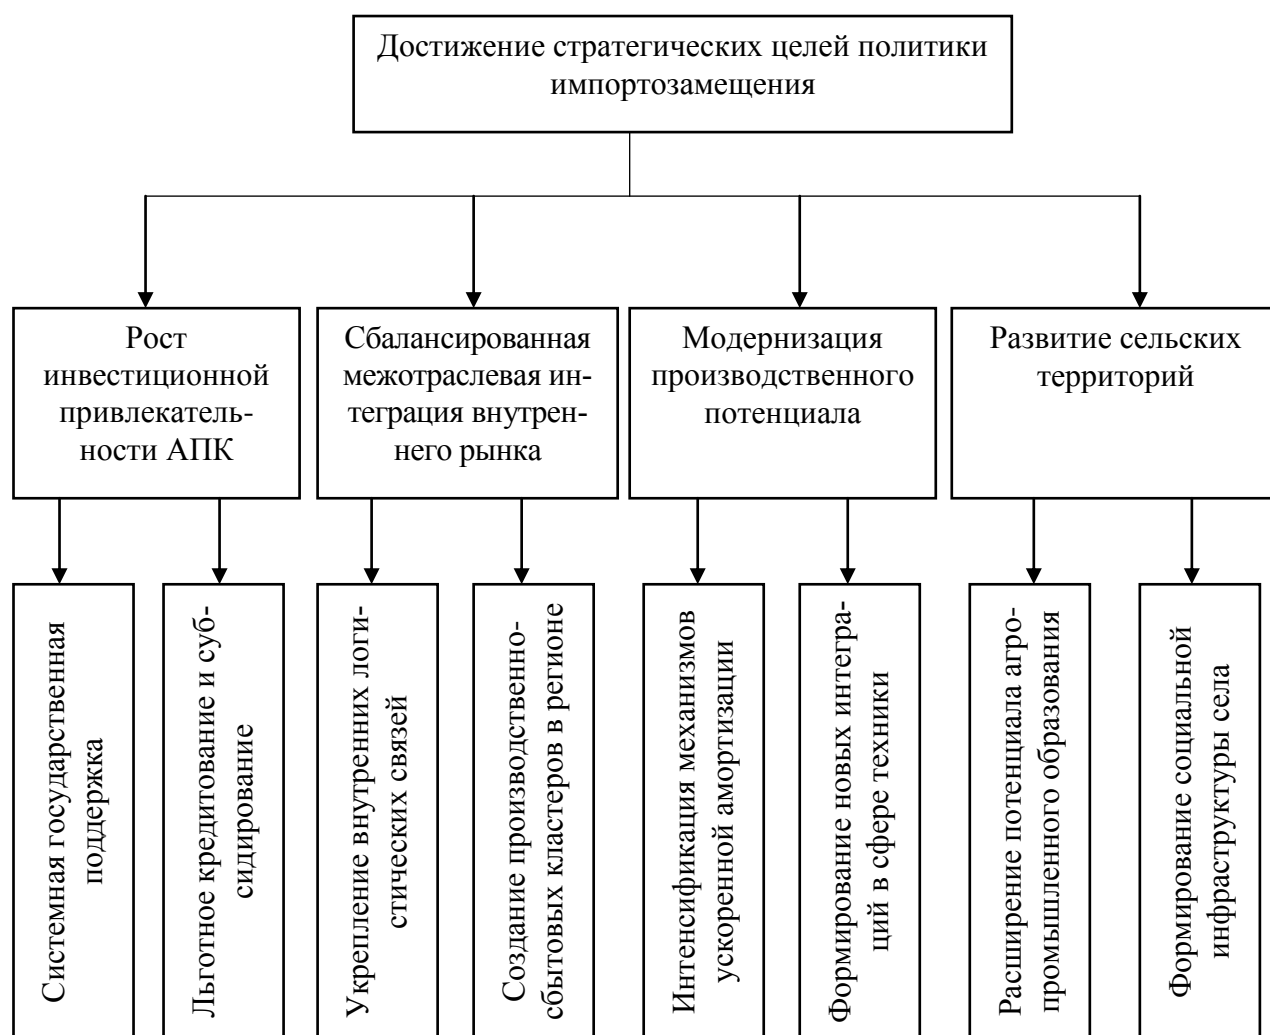 Достижение стратегических целей политики
импортозамещения
Рост
инвестиционной
привлекатель-
ности АПК
Сбалансированная
межотраслевая ин-
теграция внутрен-
него рынка
Модернизация
производственного
потенциала
Развитие сельских
территорий
Системная государственная
поддержка
Льготное кредитование и суб-
сидирование
Укрепление внутренних логи-
стических связей
Создание производственно-
сбытовых кластеров в регионе
Интенсификация механизмов
ускоренной амортизации
Формирование новых интегра-
ций в сфере техники
Расширение потенциала агро-
промышленного образования
Формирование социальной
инфраструктуры села